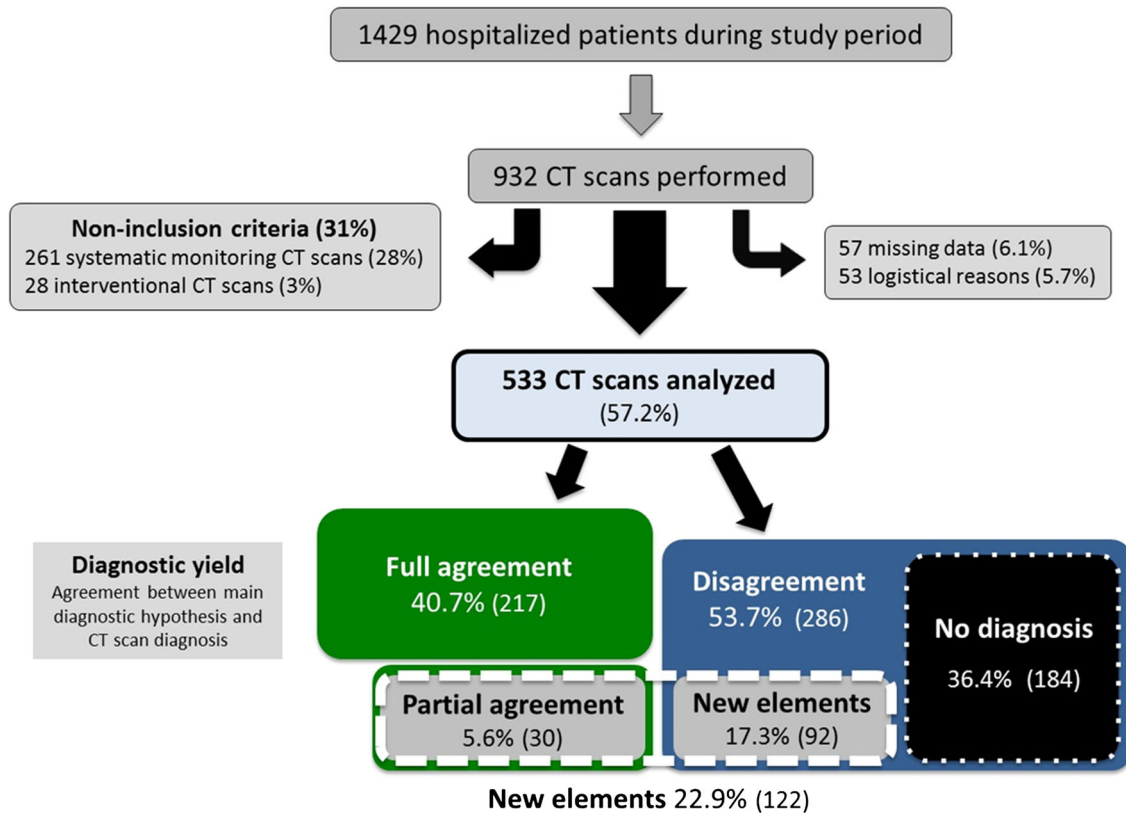 1429 hospitalized patients during study period
932 CT scans performed
Non-inclusion criteria (31%)
261 systematic monitoring CT scans (28%)
28 interventional CT scans (3%)
57 missing data (6.1%)
53 logistical reasons (5.7%)
533 CT scans analyzed
(57.2%)
Diagnostic yield
Agreement between main
diagnostic hypothesis and
CT scan diagnosis
Full agreement
40.7% (217)
Disagreement
53.7% (286)
No diagnosis
36.4% (184)
Partial agreement
5.6% (30)
New elements
17.3% (92)
New elements 22.9% (122)